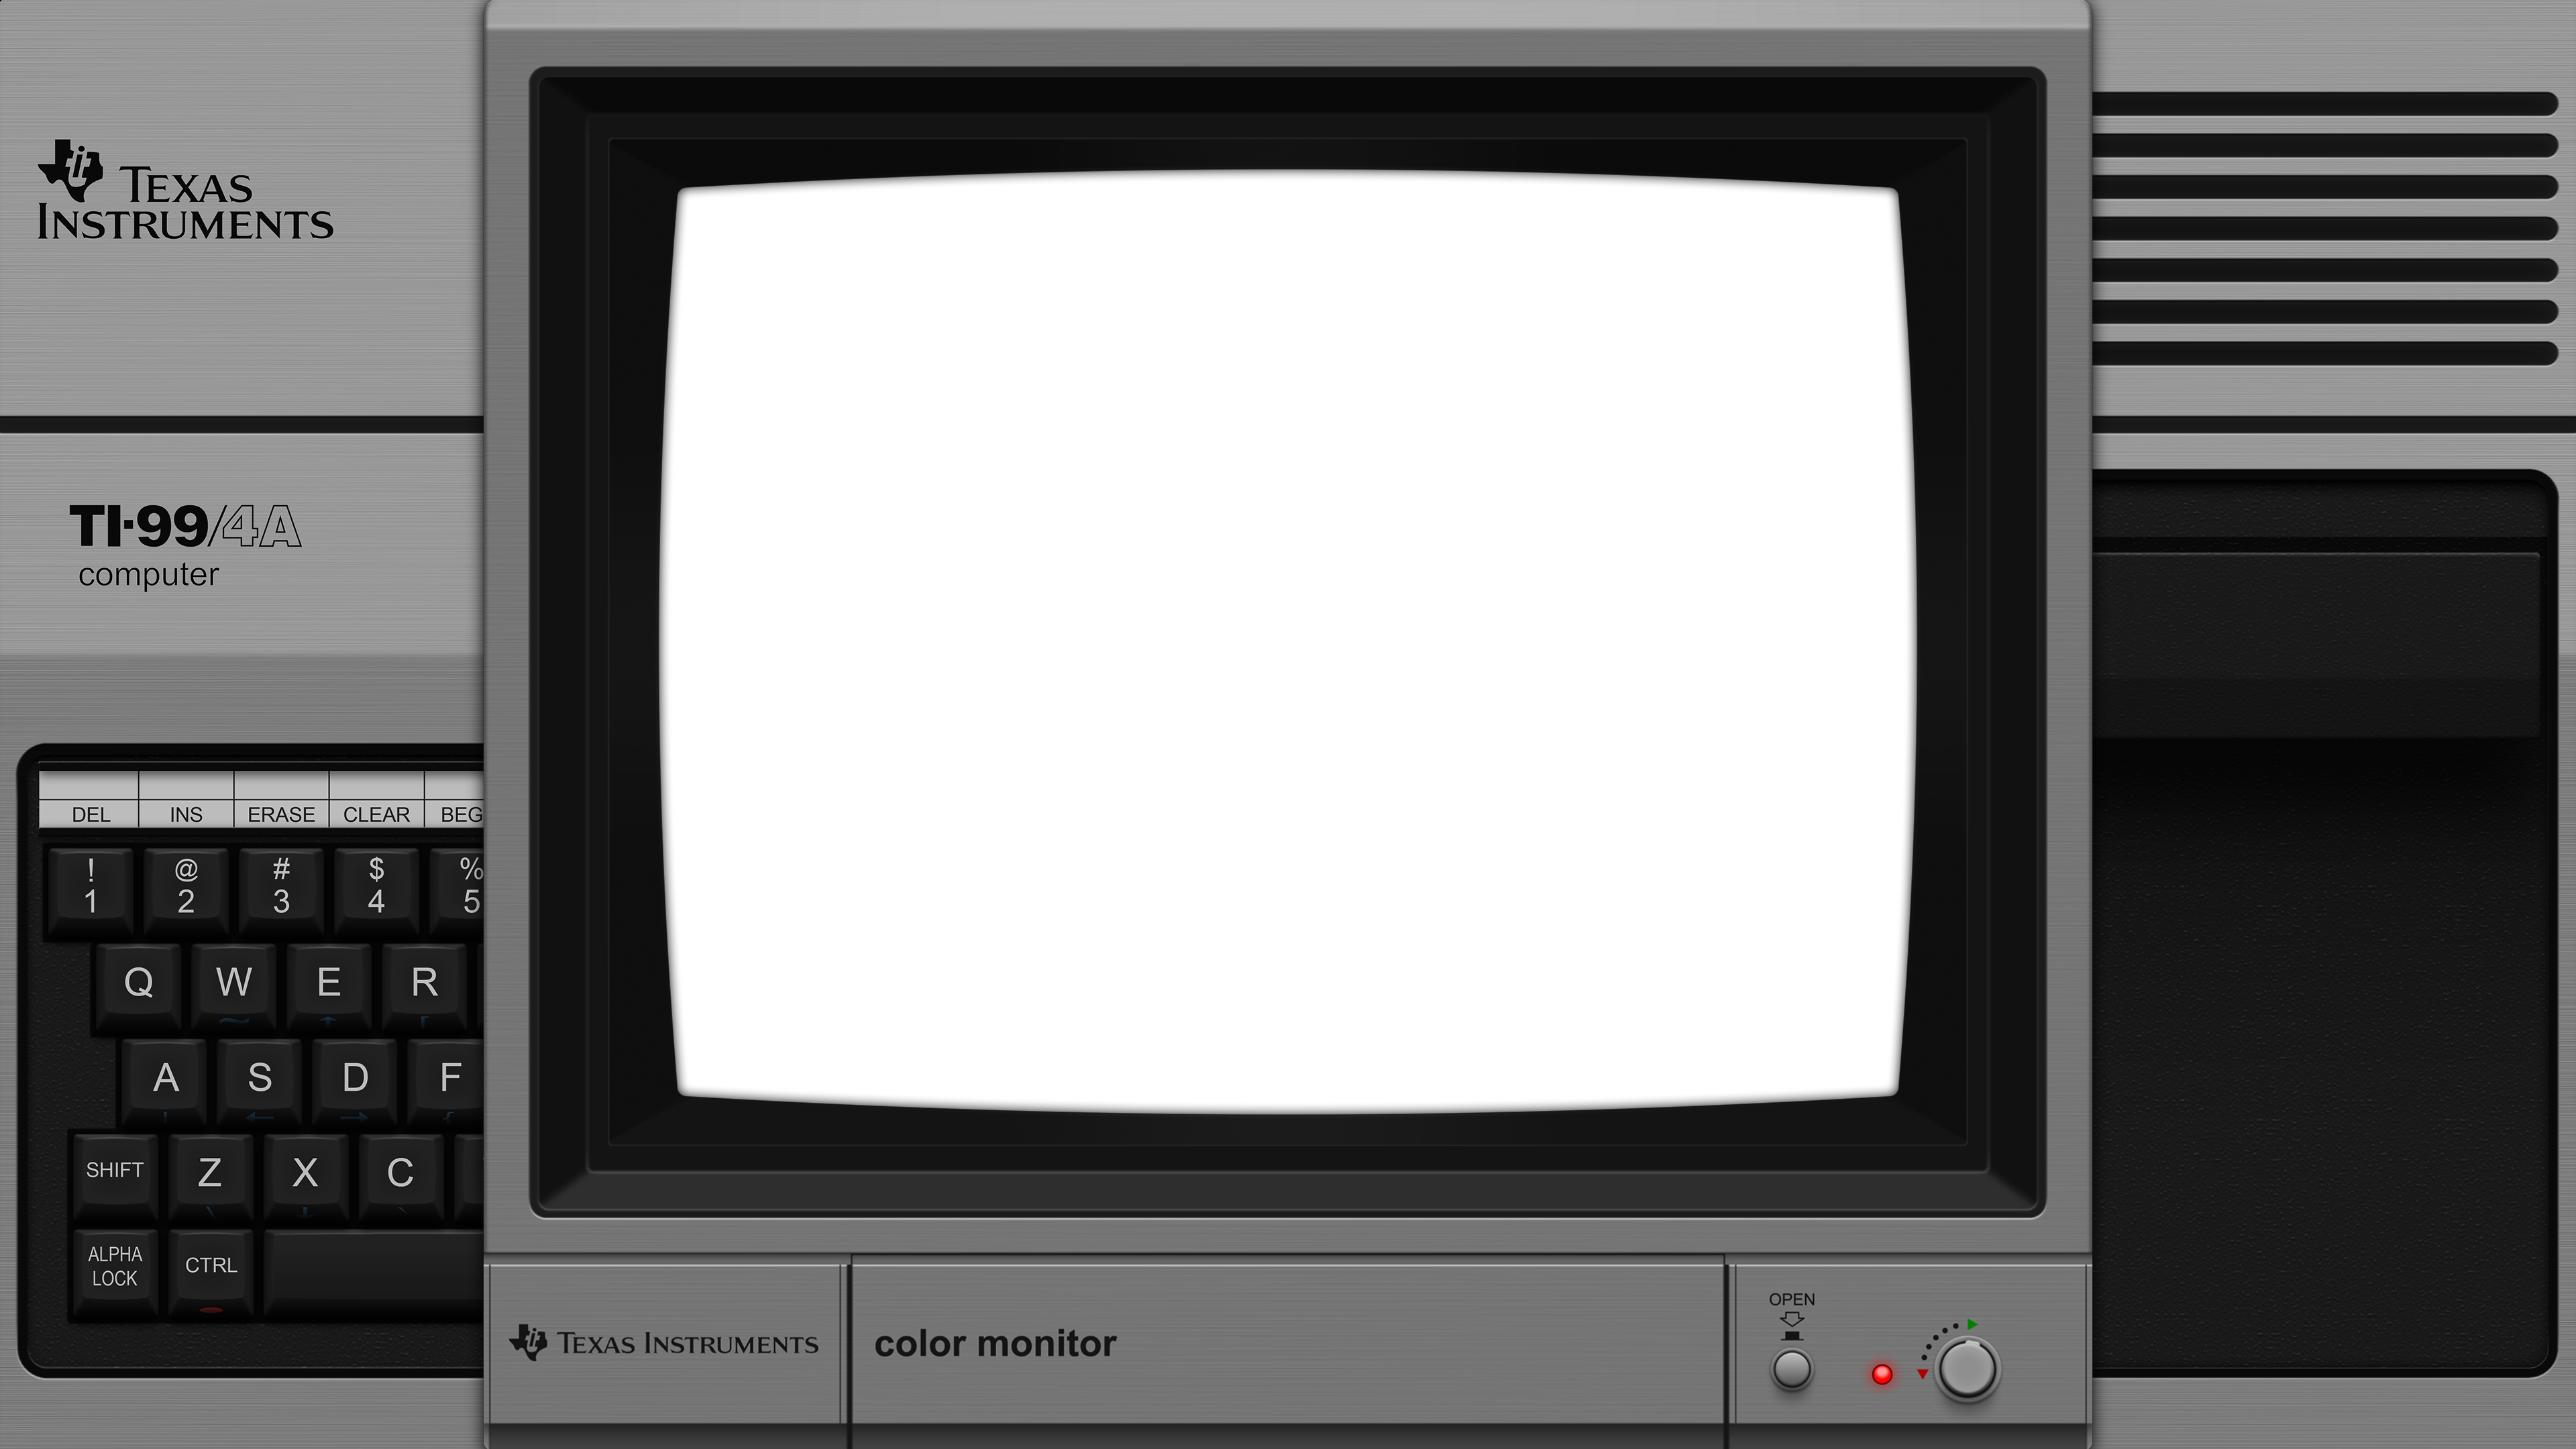 TEXAS
INSTRUMENTS
TI-99/4A
computer
DEL INS ERASE CLEAR BEG
! @ # $ %
1 2 3 4 5
Q W E R
A S D F
SHIFT Z X C
ALPHA
LOCK
CTRL
TEXAS INSTRUMENTS
color monitor
OPEN